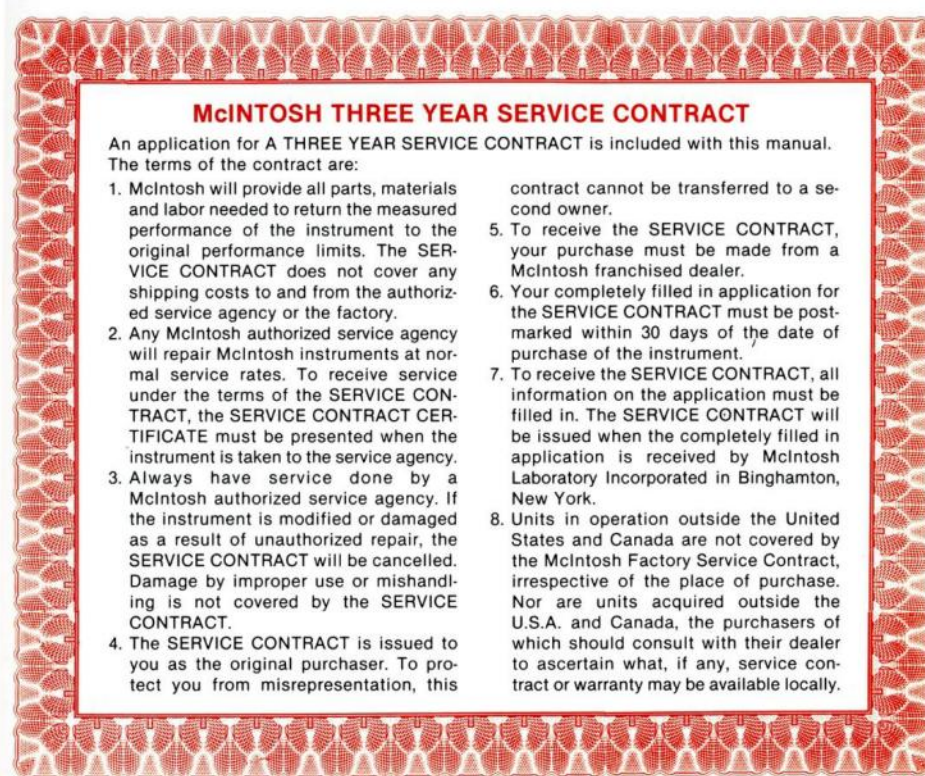 McINTOSH THREE YEAR SERVICE CONTRACT
An application for A THREE YEAR SERVICE CONTRACT is included with this manual.
The terms of the contract are:
1. McIntosh will provide all parts, materials
and labor needed to return the measured
performance of the instrument to the
original performance limits. The SER-
VICE CONTRACT does not cover any
shipping costs to and from the authoriz-
ed service agency or the factory.
2. Any McIntosh authorized service agency
will repair McIntosh instruments at nor-
mal service rates. To receive service
under the terms of the SERVICE CON-
TRACT, the SERVICE CONTRACT CER-
TIFICATE must be presented when the
instrument is taken to the service agency.
3. Always have service done by a
McIntosh authorized service agency. If
the instrument is modified or damaged
as a result of unauthorized repair, the
SERVICE CONTRACT will be cancelled.
Damage by improper use or mishandl-
ing is not covered by the SERVICE
CONTRACT.
4. The SERVICE CONTRACT is issued to
you as the original purchaser. To pro-
tect you from misrepresentation, this
contract cannot be transferred to a se-
cond owner.
5. To receive the SERVICE CONTRACT,
your purchase must be made from a
McIntosh franchised dealer.
6. Your completely filled in application for
the SERVICE CONTRACT must be post-
marked within 30 days of the date of
purchase of the instrument.
7. To receive the SERVICE CONTRACT, all
information on the application must be
filled in. The SERVICE CONTRACT will
be issued when the completely filled in
application is received by McIntosh
Laboratory Incorporated in Binghamton,
New York.
8. Units in operation outside the United
States and Canada are not covered by
the McIntosh Factory Service Contract,
irrespective of the place of purchase.
Nor are units acquired outside the
U.S.A. and Canada, the purchasers of
which should consult with their dealer
to ascertain what, if any, service con-
tract or warranty may be available locally.